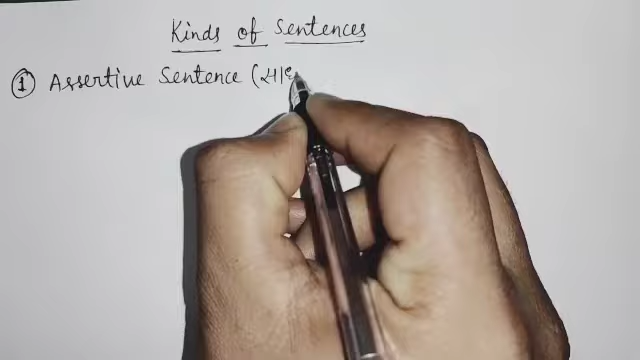 Kinds of Sentences
① Assertive Sentence (सा